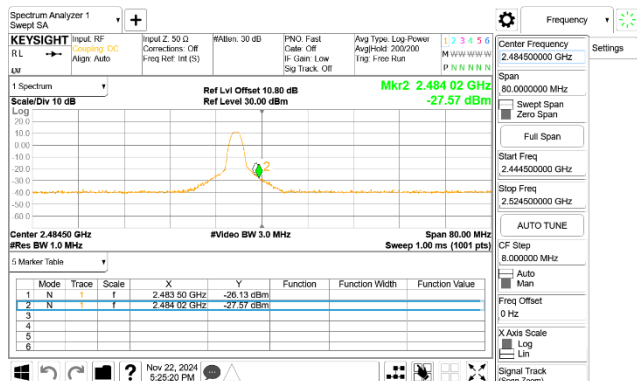 Spectrum Analyzer 1
Swept SA
Frequency
KEYSIGHT
RL
Input: RF
Coupling: DC
Align: Auto
Input Z: 50 Ω
Corrections: Off
Freq Ref: Int (S)
#Atten: 30 dB
PNO: Fast
Gate: Off
IF Gain: Low
Sig Track: Off
Avg Type: Log-Power
Avg|Hold: 200/200
Trig: Free Run
1 2 3 4 5 6
M W W W W W
P N N N N N
Center Frequency
2.484500000 GHz
Settings
Span
80.0000000 MHz
Swept Span
Zero Span
Full Span
Start Freq
2.444500000 GHz
Stop Freq
2.524500000 GHz
AUTO TUNE
CF Step
8.000000 MHz
Auto
Man
Freq Offset
0 Hz
X Axis Scale
Log
Lin
Signal Track
(Span Zoom)
1 Spectrum
Scale/Div 10 dB
Ref Lvl Offset 10.80 dB
Ref Level 30.00 dBm
Mkr2 2.484 02 GHz
-27.57 dBm
Log
20.0
10.0
0.00
-10.0
-20.0
-30.0
-40.0
-50.0
-60.0
2
Center 2.48450 GHz
#Res BW 1.0 MHz
#Video BW 3.0 MHz
Span 80.00 MHz
Sweep 1.00 ms (1001 pts)
5 Marker Table
Mode Trace Scale X Y Function Function Width Function Value
1 N 1 f 2.483 50 GHz -26.13 dBm
2 N 1 f 2.484 02 GHz -27.57 dBm
3
4
5
6
?
Nov 22, 2024
5:25:20 PM